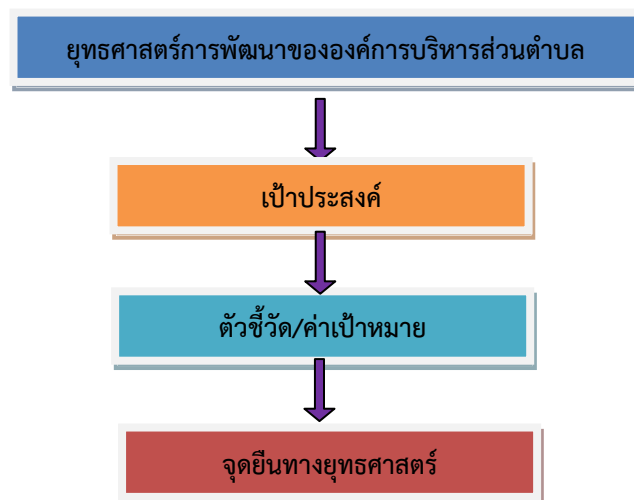 ยุทธศาสตร์การพัฒนาขององค์การบริหารส่วนตำบล
เป้าประสงค์
ตัวชี้วัด/ค่าเป้าหมาย
จุดยืนทางยุทธศาสตร์